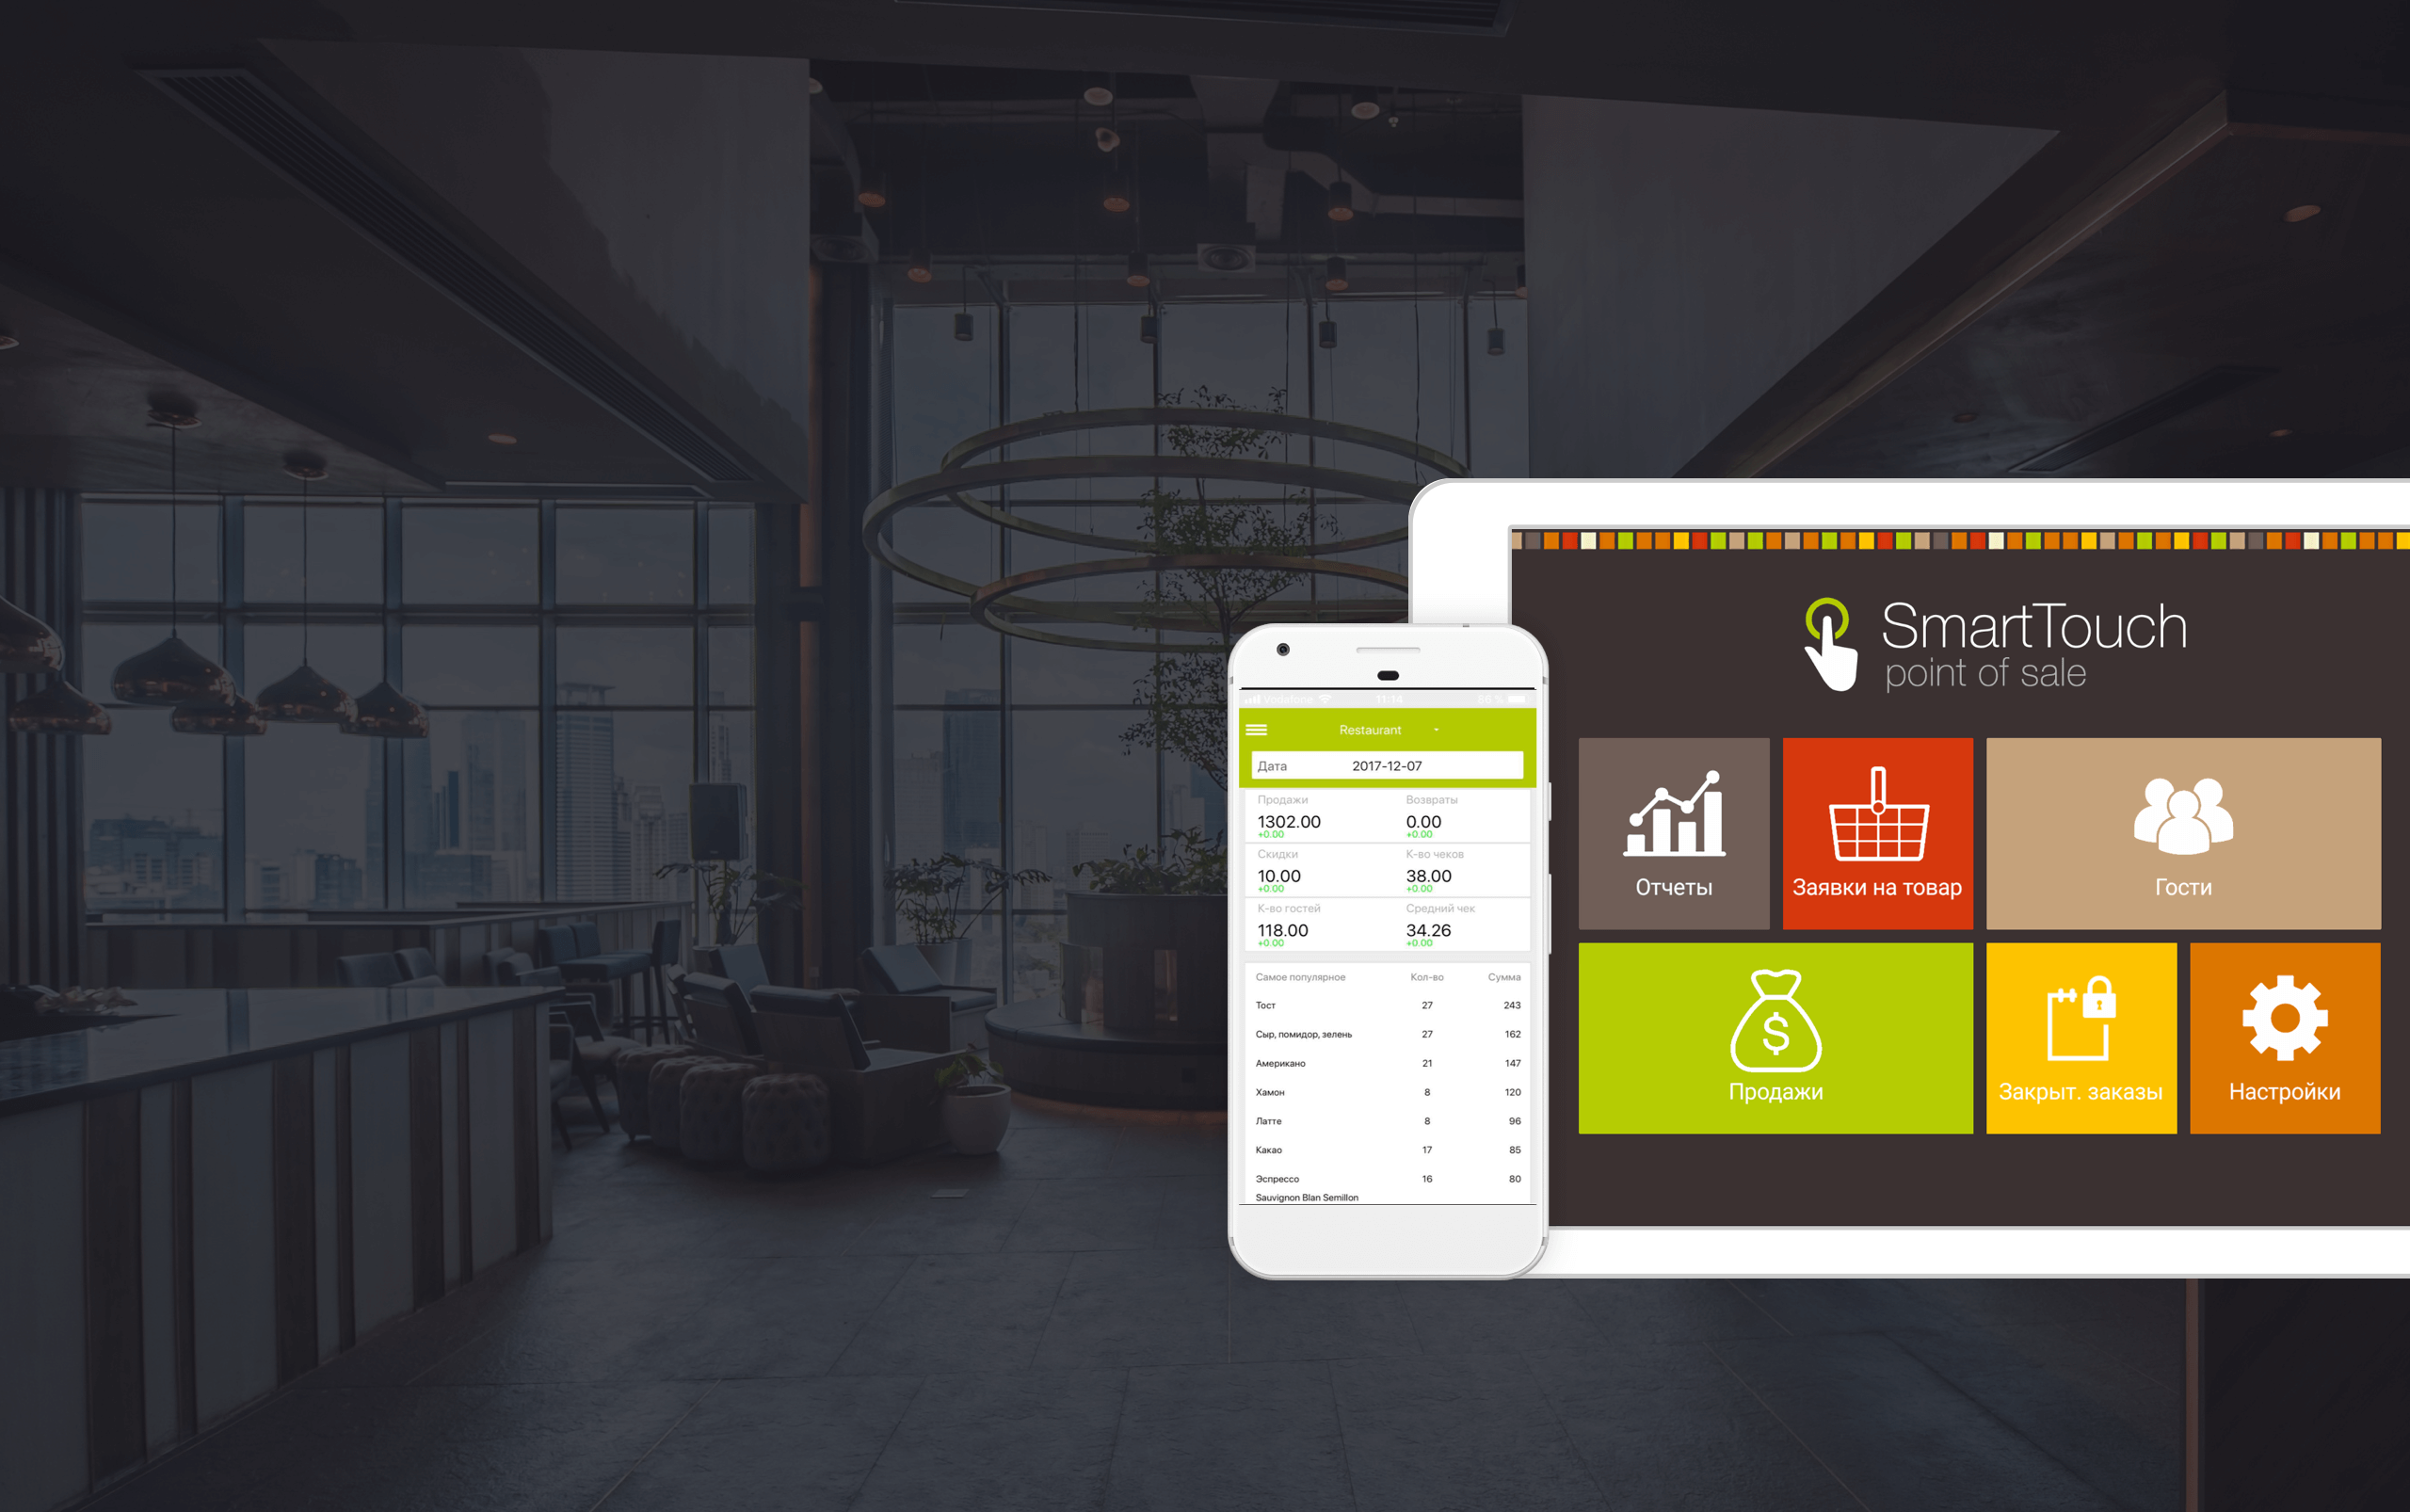 SmartTouch
point of sale
Отчеты
Заявки на товар
Гости
Продажи
Закрыт. заказы
Настройки
Vodafone 11:14
Restaurant
Дата 2017-12-07
Продажи Возвраты
1302.00 0.00
+0.00 +0.00
Скидки К-во чеков
10.00 38.00
+0.00 +0.00
К-во гостей Средний чек
118.00 34.26
+0.00 +0.00
Самое популярное Кол-во Сумма
Тост 27 243
Сыр, помидор, зелень 27 162
Американо 21 147
Хамон 8 120
Латте 8 96
Какао 17 85
Эспрессо 16 80
Sauvignon Blan Semillon